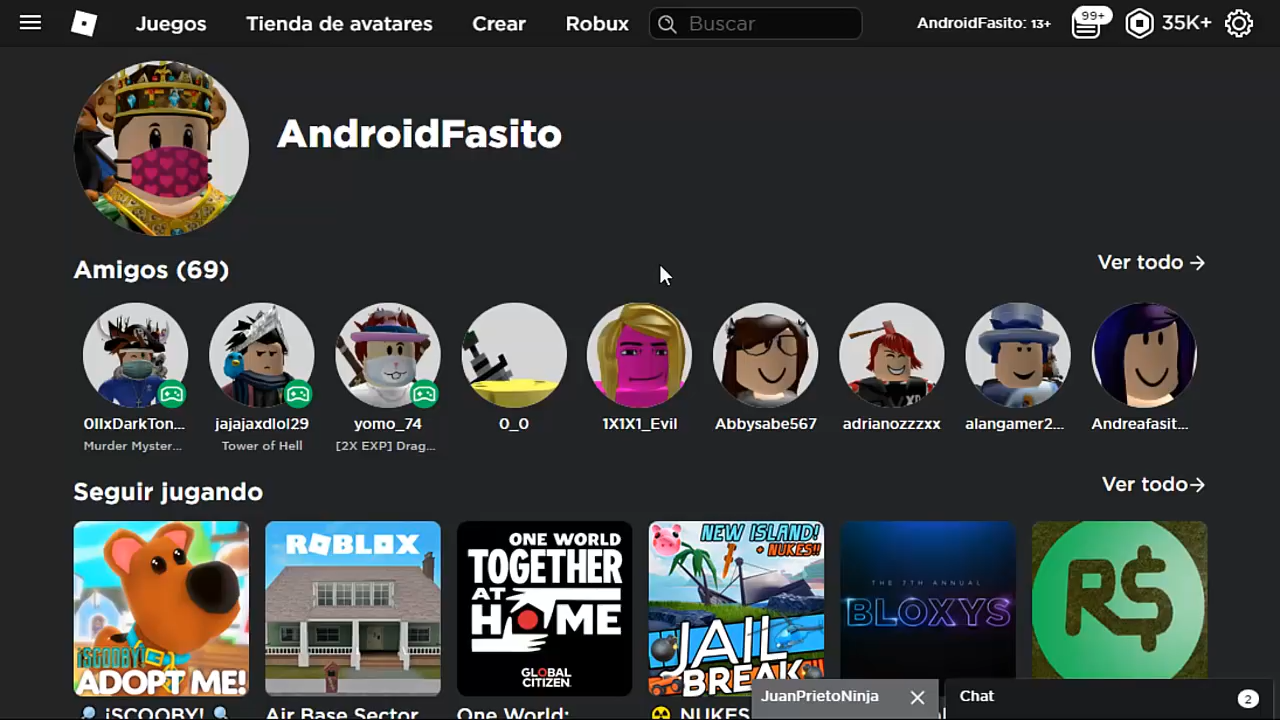 Juegos
Tienda de avatares
Crear
Robux
Buscar
AndroidFasito: 13+
99+
35K+
AndroidFasito
Amigos (69)
Ver todo →
0IIxDarkTon...
jajajaxdlol29
yomo_74
0_0
1X1X1_Evil
Abbysabe567
adrianozzzxx
alangamer2...
Andreafasit...
Murder Myster...
Tower of Hell
[2X EXP] Drag...
Seguir jugando
Ver todo→
¡SCOOBY!
ADOPT ME!
ROBLOX
ONE WORLD
TOGETHER
AT
HOME
GLOBAL
CITIZEN
NEW ISLAND!
+ NUKES!!
JAIL
BREAK
THE 7TH ANNUAL
BLOXYS
R$
JuanPrietoNinja
Chat
2
¡SCOOBY!
Air Base Sector
One World:
NUKES